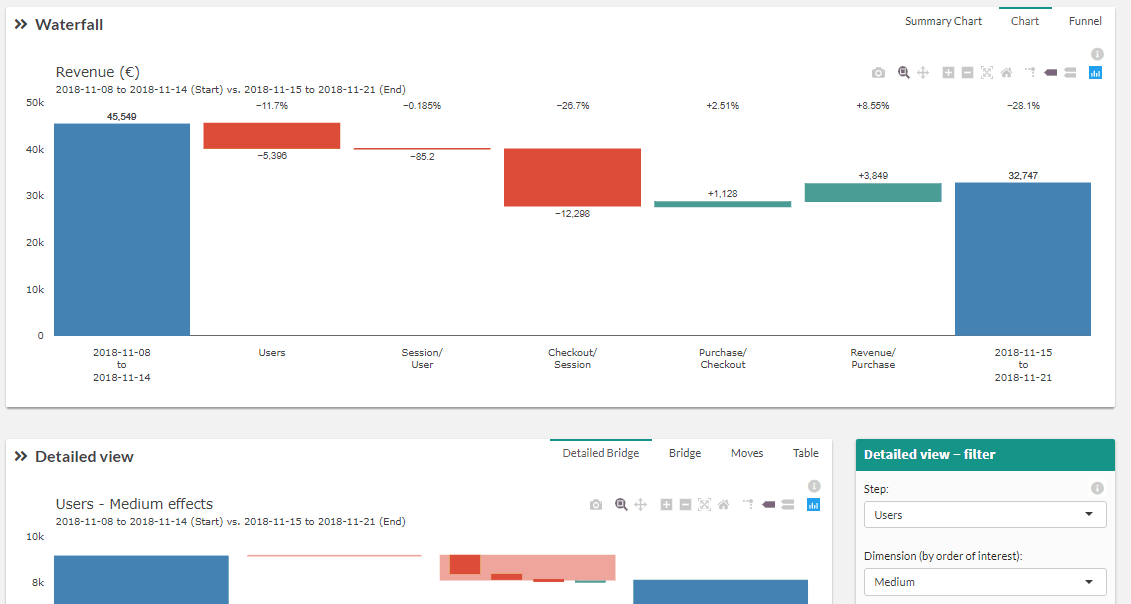 Waterfall
Summary Chart
Chart
Funnel
Revenue (€)
2018-11-08 to 2018-11-14 (Start) vs. 2018-11-15 to 2018-11-21 (End)
50k
40k
30k
20k
10k
0
45,549
−11.7%
−5,396
−0.185%
−85.2
−26.7%
−12,298
+2.51%
+1,128
+8.55%
+3,849
−28.1%
32,747
2018-11-08
to
2018-11-14
Users
Session/
User
Checkout/
Session
Purchase/
Checkout
Revenue/
Purchase
2018-11-15
to
2018-11-21
Detailed view
Detailed Bridge
Bridge
Moves
Table
Users - Medium effects
2018-11-08 to 2018-11-14 (Start) vs. 2018-11-15 to 2018-11-21 (End)
10k
8k
Detailed view – filter
Step:
Users
Dimension (by order of interest):
Medium